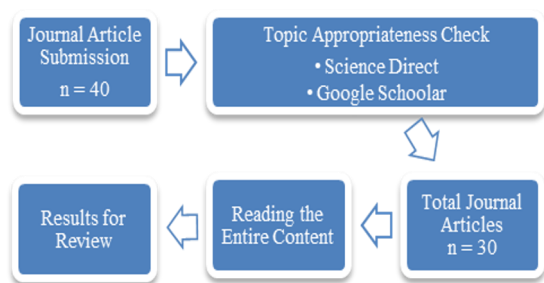 Journal Article
Submission
n = 40
Topic Appropriateness Check
• Science Direct
• Google Schoolar
Total Journal
Articles
n = 30
Reading the
Entire Content
Results for
Review